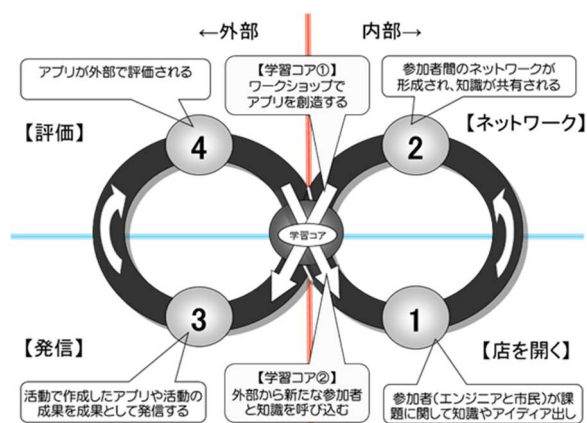 ←外部
内部→
アプリが外部で評価される
【学習コア①】
ワークショップで
アプリを創造する
参加者間のネットワークが
形成され、知識が共有される
【評価】
4
2
【ネットワーク】
学習コア
【発信】
3
1
【店を開く】
活動で作成したアプリや活動の
成果を成果として発信する
【学習コア②】
外部から新たな参加者
と知識を呼び込む
参加者(エンジニアと市民)が課
題に関して知識やアイディア出し